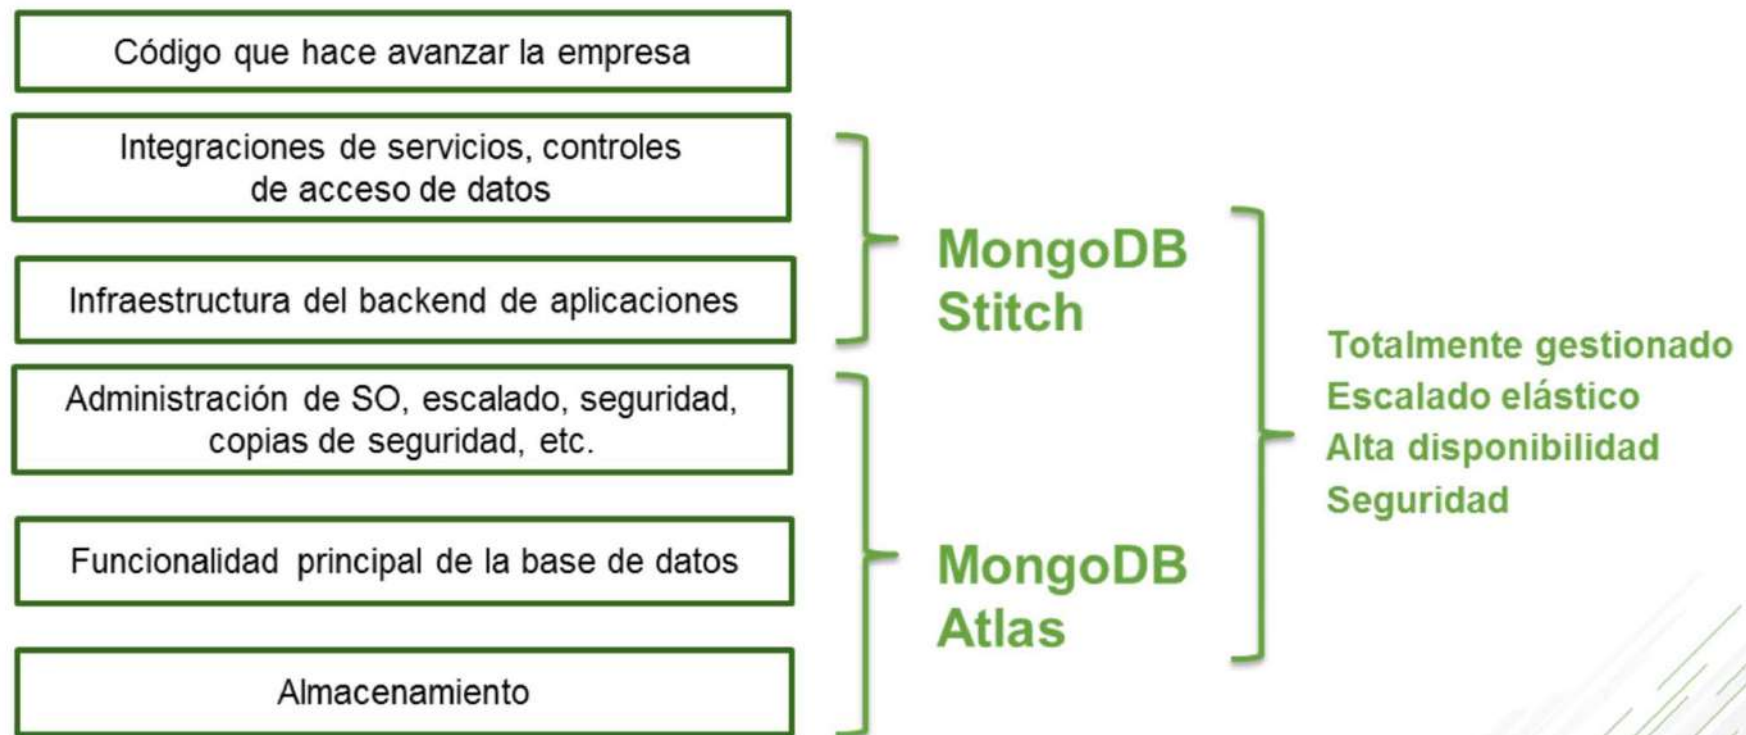 Código que hace avanzar la empresa
Integraciones de servicios, controles
de acceso de datos
Infraestructura del backend de aplicaciones
Administración de SO, escalado, seguridad,
copias de seguridad, etc.
Funcionalidad principal de la base de datos
Almacenamiento
MongoDB
Stitch
MongoDB
Atlas
Totalmente gestionado
Escalado elástico
Alta disponibilidad
Seguridad